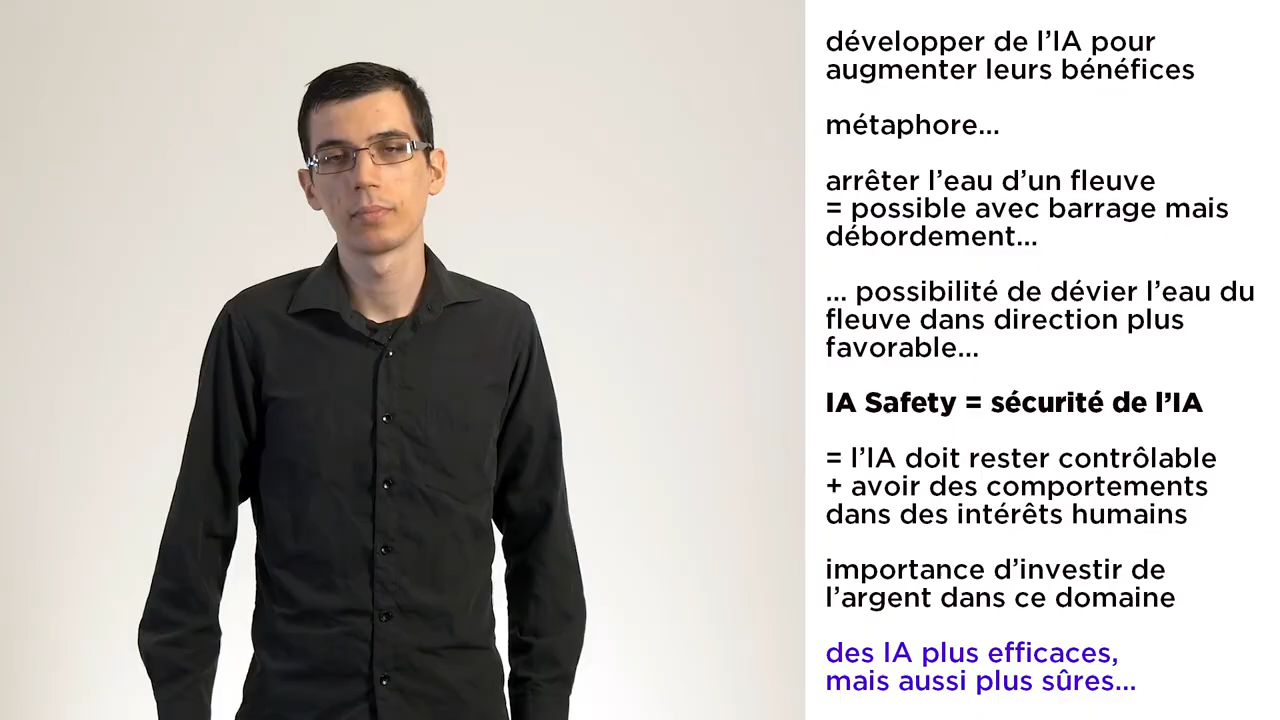 développer de l’IA pour
augmenter leurs bénéfices
métaphore...
arrêter l’eau d’un fleuve
= possible avec barrage mais
débordement...
... possibilité de dévier l’eau du
fleuve dans direction plus
favorable...
IA Safety = sécurité de l’IA
= l’IA doit rester contrôlable
+ avoir des comportements
dans des intérêts humains
importance d’investir de
l’argent dans ce domaine
des IA plus efficaces,
mais aussi plus sûres...